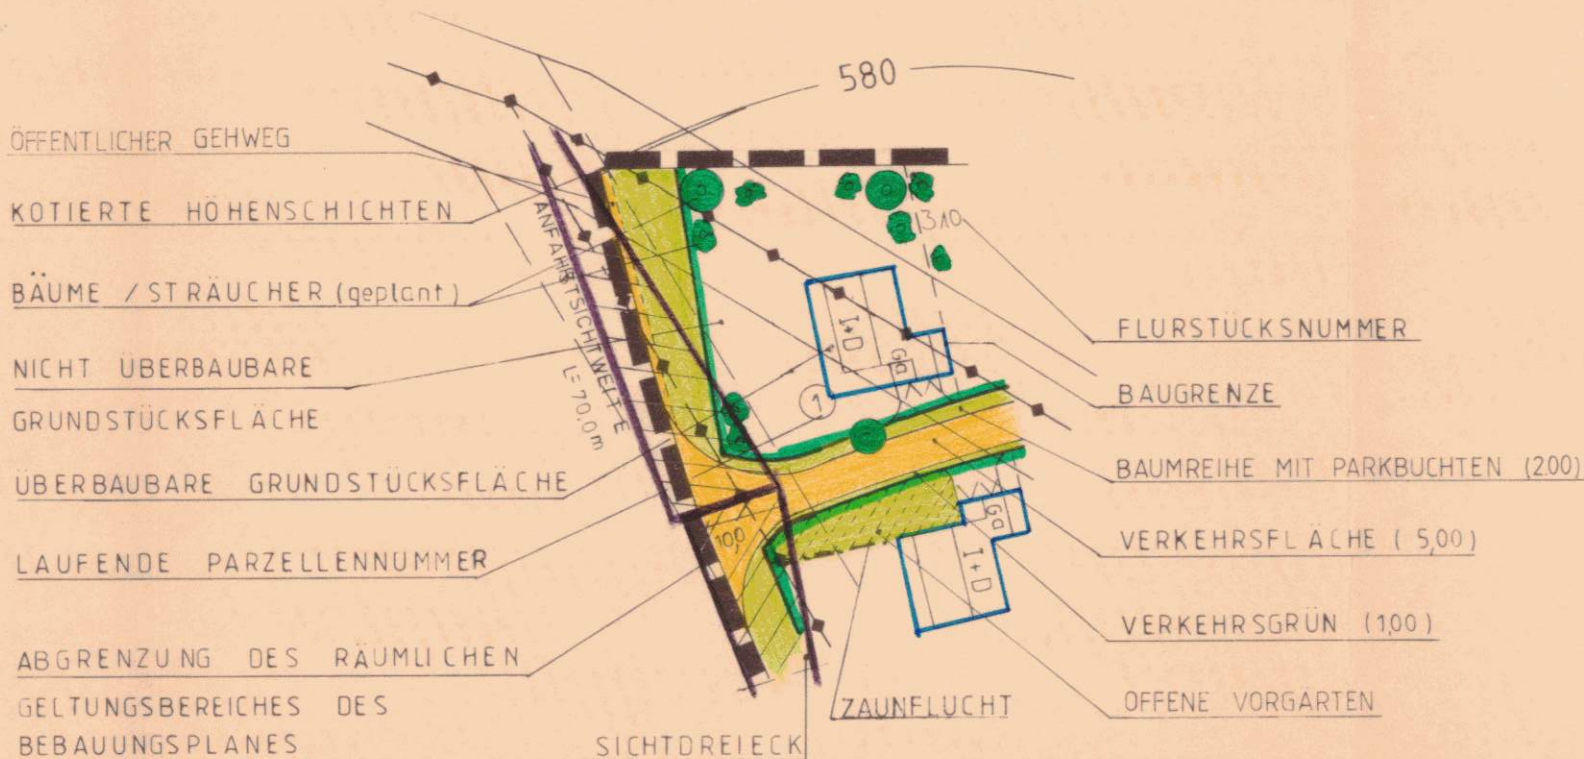 580
ÖFFENTLICHER GEHWEG
KOTIERTE HÖHENSCHICHTEN
BÄUME / STRÄUCHER (geplant)
NICHT ÜBERBAUBARE
GRUNDSTÜCKSFLÄCHE
ÜBERBAUBARE GRUNDSTÜCKSFLÄCHE
LAUFENDE PARZELLENNUMMER
ABGRENZUNG DES RÄUMLICHEN
GELTUNGSBEREICHES DES
BEBAUUNGSPLANES
ANFAHRTSICHTWEITE
L=70,0m
1310
I+D
Ga
1
10,0
Ga
I+D
SICHTDREIECK
ZAUNFLUCHT
FLURSTÜCKSNUMMER
BAUGRENZE
BAUMREIHE MIT PARKBUCHTEN (2.00)
VERKEHRSFLÄCHE (5,00)
VERKEHRSGRÜN (1,00)
OFFENE VORGÄRTEN